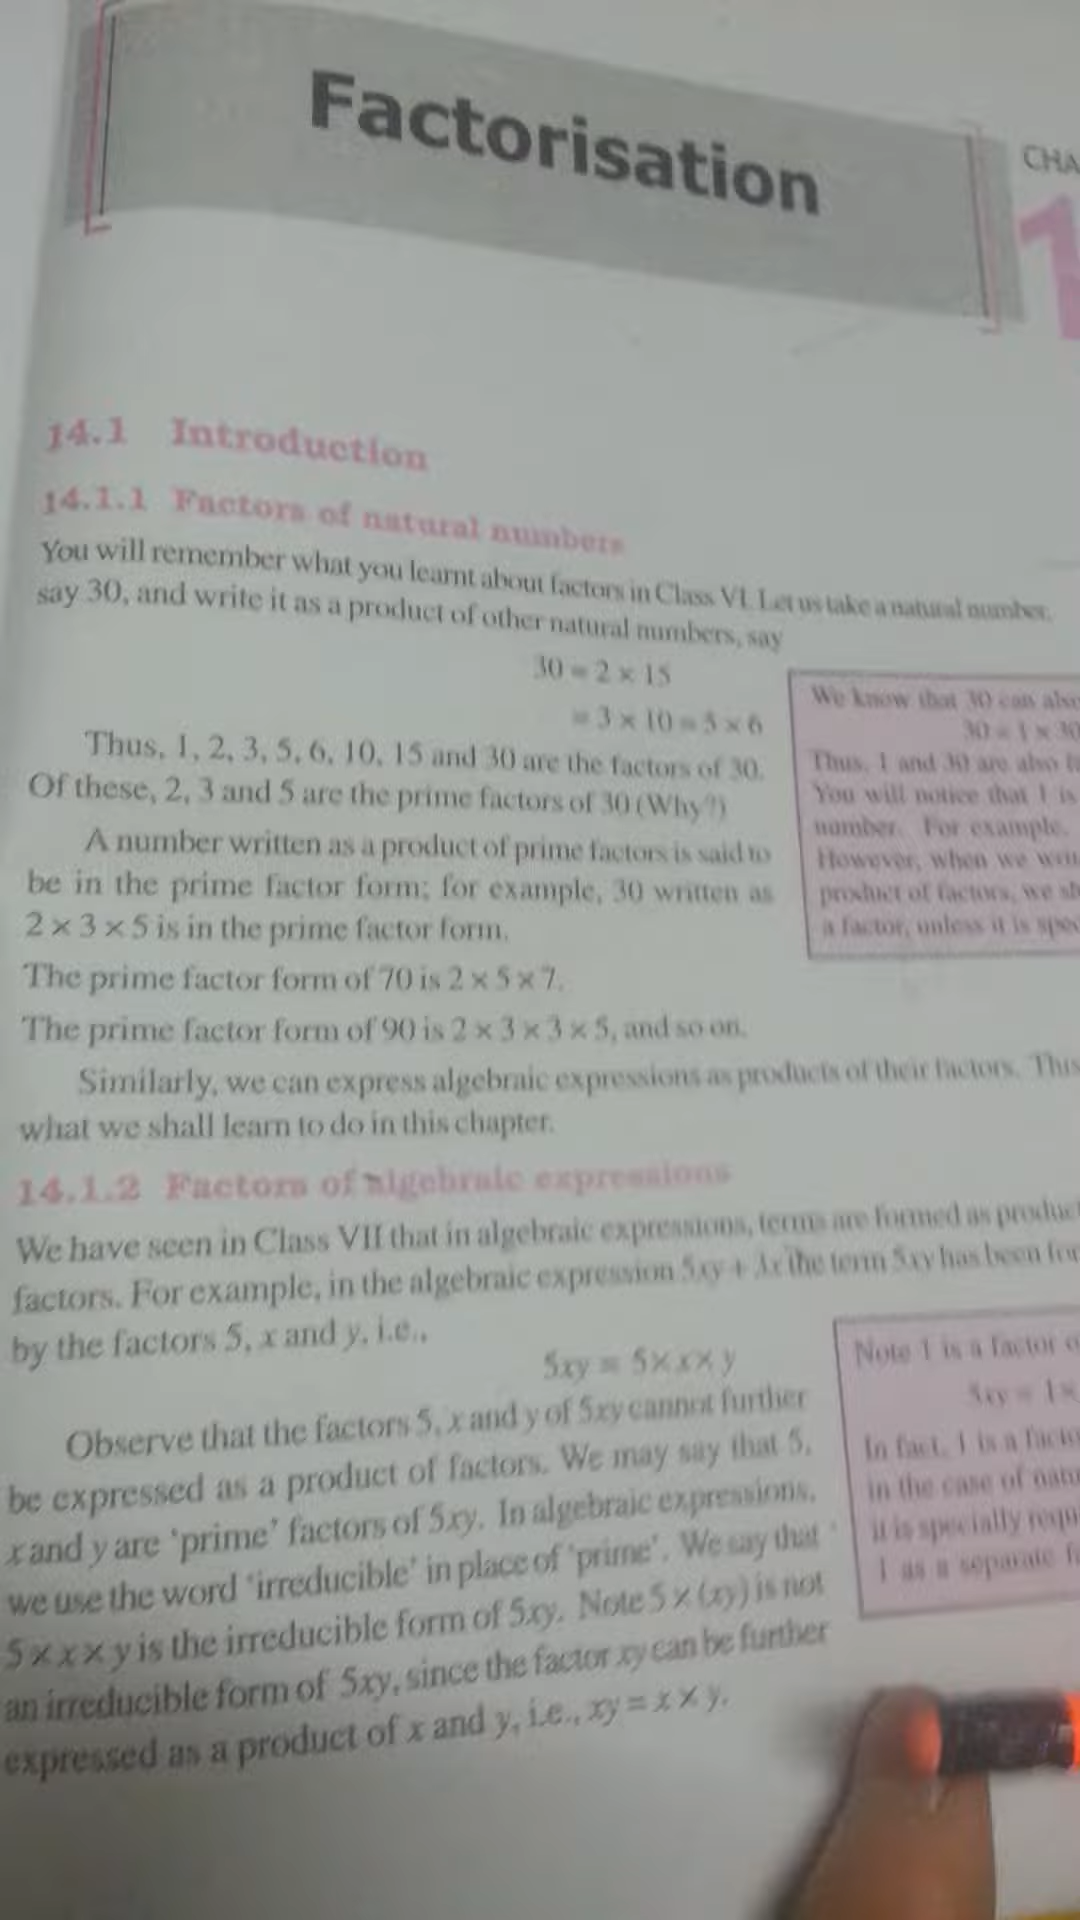 Factorisation
CHA
1
14.1 Introduction
14.1.1 Factors of natural numbers
You will remember what you learnt about factors in Class VI. Let us take a natural number,
say 30, and write it as a product of other natural numbers, say
30 = 2 × 15
= 3 × 10 = 5 × 6
Thus, 1, 2, 3, 5, 6, 10, 15 and 30 are the factors of 30.
Of these, 2, 3 and 5 are the prime factors of 30 (Why?)
A number written as a product of prime factors is said to
be in the prime factor form; for example, 30 written as
2 × 3 × 5 is in the prime factor form.
The prime factor form of 70 is 2 × 5 × 7.
The prime factor form of 90 is 2 × 3 × 3 × 5, and so on.
We know that 30 can also
30 = 1 × 30
Thus, 1 and 30 are also
You will notice that 1 is
number. For example,
However, when we
product of factors, we
a factor, unless it is
Similarly, we can express algebraic expressions as products of their factors. This
what we shall learn to do in this chapter.
14.1.2 Factors of algebraic expressions
We have seen in Class VII that in algebraic expressions, terms are formed as product
factors. For example, in the algebraic expression 5xy + 3x the term 5xy has been for
by the factors 5, x and y, i.e.,
5xy = 5 × x × y
Observe that the factors 5, x and y of 5xy cannot further
be expressed as a product of factors. We may say that 5,
x and y are 'prime' factors of 5xy. In algebraic expressions,
we use the word 'irreducible' in place of 'prime'. We say that
5 × x × y is the irreducible form of 5xy. Note 5 × (xy) is not
an irreducible form of 5xy, since the factor xy can be further
expressed as a product of x and y, i.e., xy = x × y.
Note 1 is a factor o
5xy = 1 ×
In fact, 1 is a facto
in the case of natu
it is specially requ
1 as a separate f